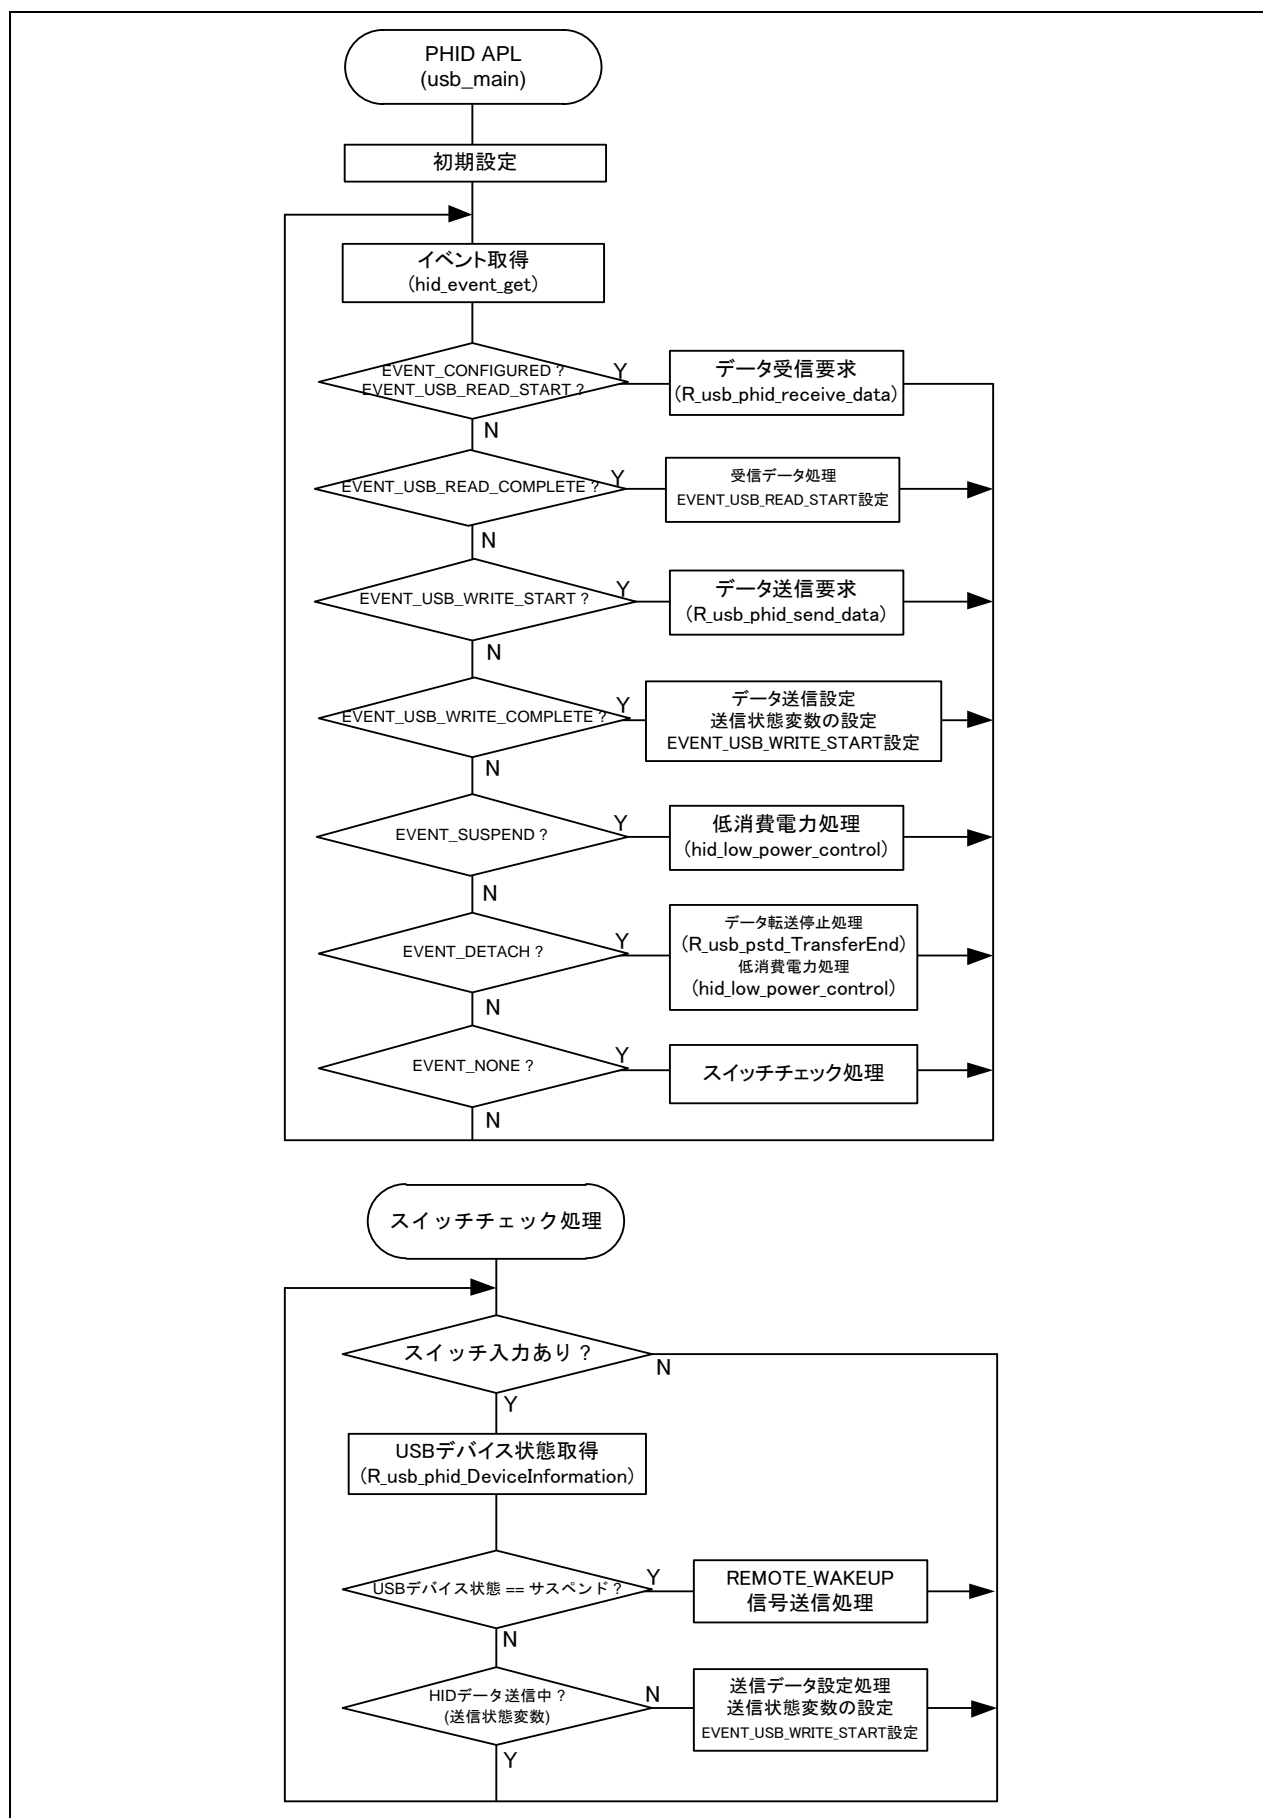 PHID APL
(usb_main)
初期設定
イベント取得
(hid_event_get)
EVENT_CONFIGURED ?
EVENT_USB_READ_START ?
Y
データ受信要求
(R_usb_phid_receive_data)
N
EVENT_USB_READ_COMPLETE ?
Y
受信データ処理
EVENT_USB_READ_START設定
N
EVENT_USB_WRITE_START ?
Y
データ送信要求
(R_usb_phid_send_data)
N
EVENT_USB_WRITE_COMPLETE ?
Y
データ送信設定
送信状態変数の設定
EVENT_USB_WRITE_START設定
N
EVENT_SUSPEND ?
Y
低消費電力処理
(hid_low_power_control)
N
EVENT_DETACH ?
Y
データ転送停止処理
(R_usb_pstd_TransferEnd)
低消費電力処理
(hid_low_power_control)
N
EVENT_NONE ?
Y
スイッチチェック処理
N
スイッチチェック処理
スイッチ入力あり ?
N
Y
USBデバイス状態取得
(R_usb_phid_DeviceInformation)
USBデバイス状態 == サスペンド ?
Y
REMOTE_WAKEUP
信号送信処理
N
HIDデータ送信中 ?
(送信状態変数)
N
送信データ設定処理
送信状態変数の設定
EVENT_USB_WRITE_START設定
Y